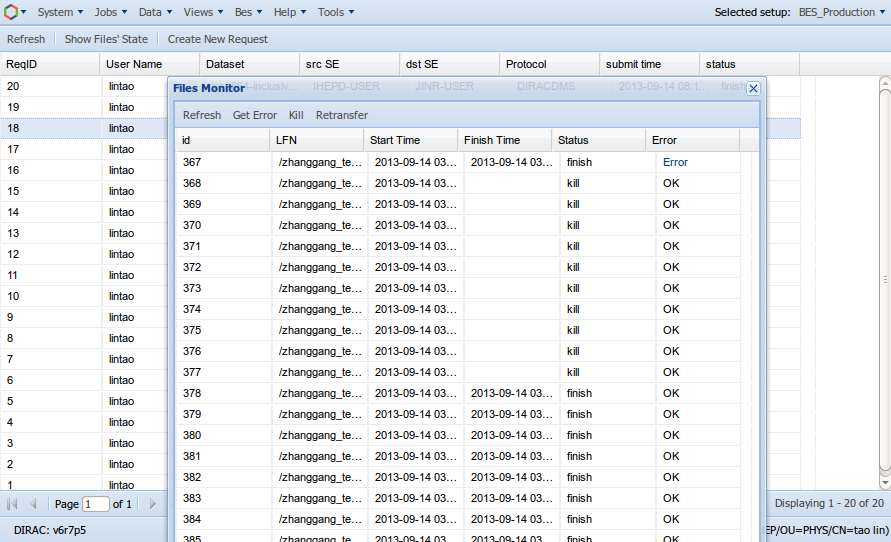 System Jobs Data Views Bes Help Tools Selected setup: BES_Production
Refresh Show Files' State Create New Request
ReqID User Name Dataset src SE dst SE Protocol submit time status
20 lintao IHEPD-USER JINR-USER DIRACDMS 2013-09-14 08:1... finish
19 lintao
18 lintao
17 lintao
16 lintao
15 lintao
14 lintao
13 lintao
12 lintao
11 lintao
10 lintao
9 lintao
8 lintao
7 lintao
6 lintao
5 lintao
4 lintao
3 lintao
2 lintao
1 lintao
Files Monitor
Refresh Get Error Kill Retransfer
id LFN Start Time Finish Time Status Error
367 /zhanggang_te... 2013-09-14 03... 2013-09-14 03... finish Error
368 /zhanggang_te... 2013-09-14 03... kill OK
369 /zhanggang_te... 2013-09-14 03... kill OK
370 /zhanggang_te... 2013-09-14 03... kill OK
371 /zhanggang_te... 2013-09-14 03... kill OK
372 /zhanggang_te... 2013-09-14 03... kill OK
373 /zhanggang_te... 2013-09-14 03... kill OK
374 /zhanggang_te... 2013-09-14 03... kill OK
375 /zhanggang_te... 2013-09-14 03... kill OK
376 /zhanggang_te... 2013-09-14 03... kill OK
377 /zhanggang_te... 2013-09-14 03... kill OK
378 /zhanggang_te... 2013-09-14 03... 2013-09-14 03... finish OK
379 /zhanggang_te... 2013-09-14 03... 2013-09-14 03... finish OK
380 /zhanggang_te... 2013-09-14 03... 2013-09-14 03... finish OK
381 /zhanggang_te... 2013-09-14 03... 2013-09-14 03... finish OK
382 /zhanggang_te... 2013-09-14 03... 2013-09-14 03... finish OK
383 /zhanggang_te... 2013-09-14 03... 2013-09-14 03... finish OK
384 /zhanggang_te... 2013-09-14 03... 2013-09-14 03... finish OK
385 /zhanggang_te... 2013-09-14 03... 2013-09-14 03... finish OK
Page 1 of 1 Displaying 1 - 20 of 20
DIRAC: v6r7p5 EP/OU=PHYS/CN=tao lin)